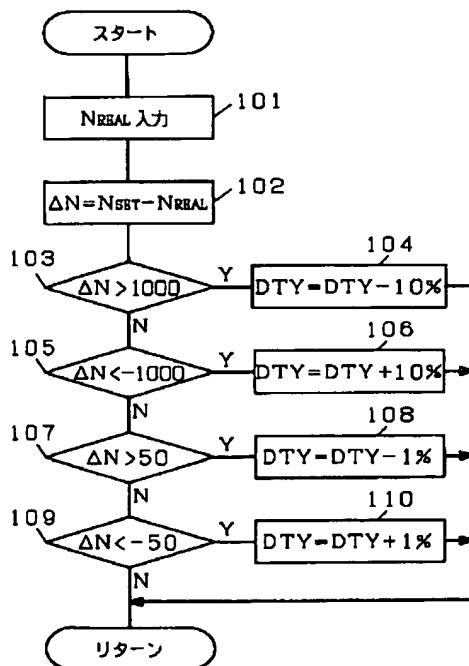 スタート
NREAL 入力
101
ΔN=NSET-NREAL
102
103
ΔN>1000
Y
N
104
DTY=DTY-10%
105
ΔN<-1000
Y
N
106
DTY=DTY+10%
107
ΔN>50
Y
N
108
DTY=DTY-1%
109
ΔN<-50
Y
N
110
DTY=DTY+1%
リターン